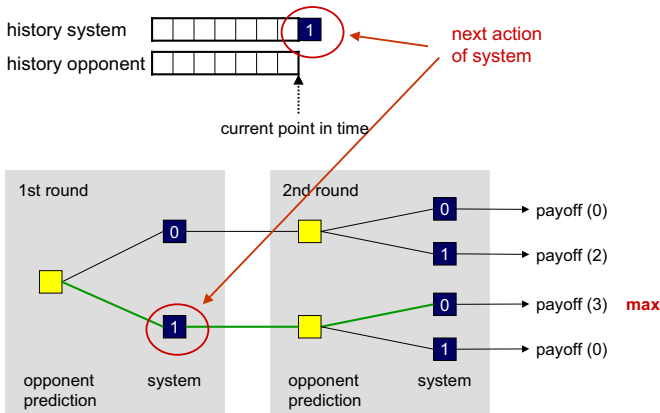 history system
1
next action
of system
history opponent
current point in time
1st round
2nd round
0
0
payoff (0)
1
payoff (2)
0
payoff (3)
max
1
1
payoff (0)
opponent
prediction
system
opponent
prediction
system